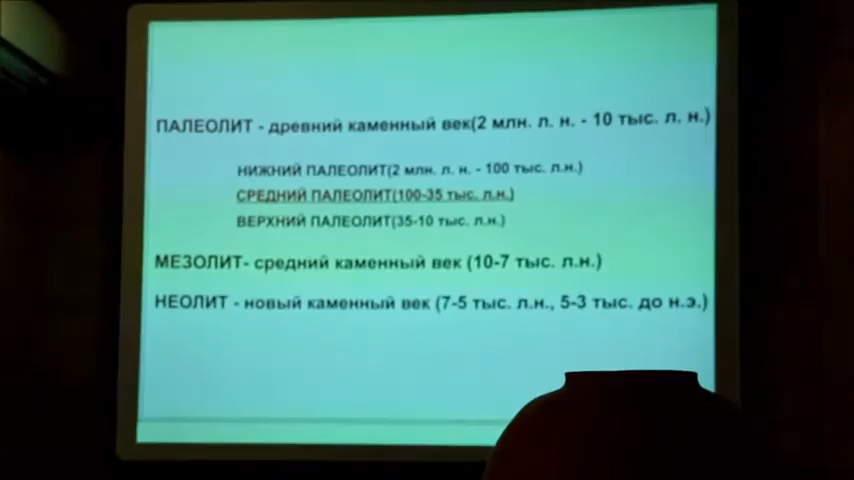 ПАЛЕОЛИТ - древний каменный век(2 млн. л. н. - 10 тыс. л. н.)
НИЖНИЙ ПАЛЕОЛИТ(2 млн. л. н. - 100 тыс. л.н.)
СРЕДНИЙ ПАЛЕОЛИТ(100-35 тыс. л.н.)
ВЕРХНИЙ ПАЛЕОЛИТ(35-10 тыс. л.н.)
МЕЗОЛИТ- средний каменный век (10-7 тыс. л.н.)
НЕОЛИТ - новый каменный век (7-5 тыс. л.н., 5-3 тыс. до н.э.)